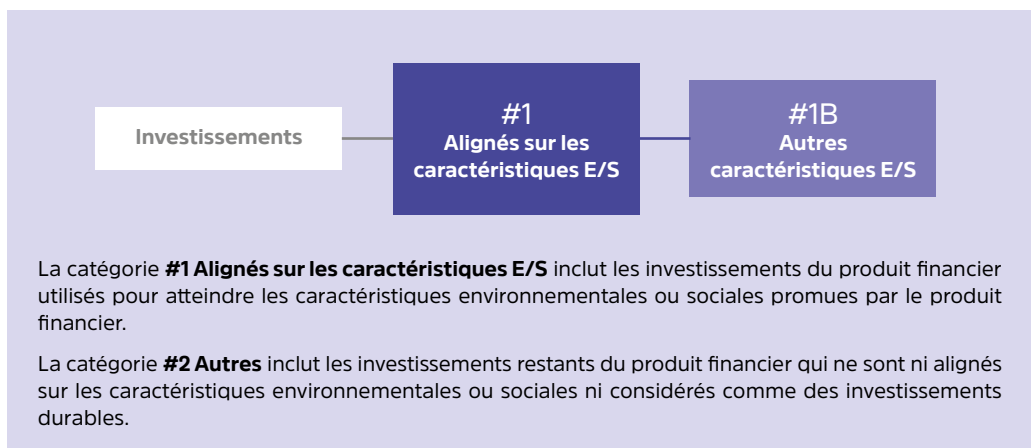 Investissements
#1
Alignés sur les
caractéristiques E/S
#1B
Autres
caractéristiques E/S
La catégorie #1 Alignés sur les caractéristiques E/S inclut les investissements du produit financier
utilisés pour atteindre les caractéristiques environnementales ou sociales promues par le produit
financier.
La catégorie #2 Autres inclut les investissements restants du produit financier qui ne sont ni alignés
sur les caractéristiques environnementales ou sociales ni considérés comme des investissements
durables.